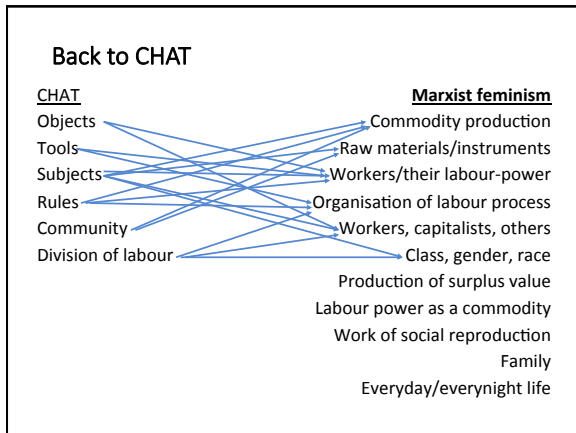 Back to CHAT
CHAT
Objects
Tools
Subjects
Rules
Community
Division of labour
Marxist feminism
Commodity production
Raw materials/instruments
Workers/their labour-power
Organisation of labour process
Workers, capitalists, others
Class, gender, race
Production of surplus value
Labour power as a commodity
Work of social reproduction
Family
Everyday/everynight life